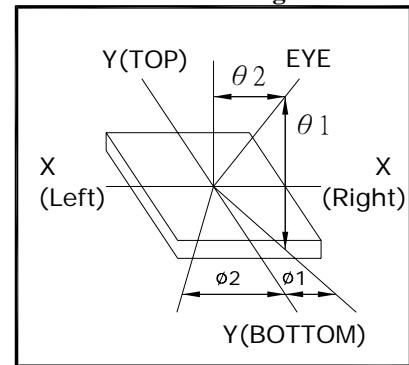 Y(TOP)
EYE
θ2
θ1
X
(Left)
X
(Right)
ø2
ø1
Y(BOTTOM)